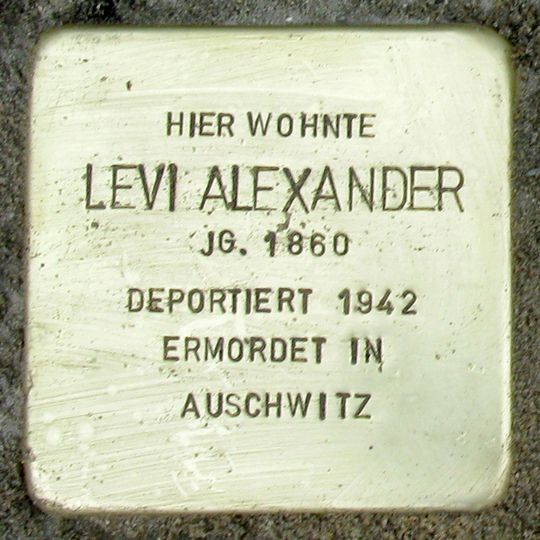 HIER WOHNTE
LEVI ALEXANDER
JG. 1860
DEPORTIERT 1942
ERMORDET IN
AUSCHWITZ